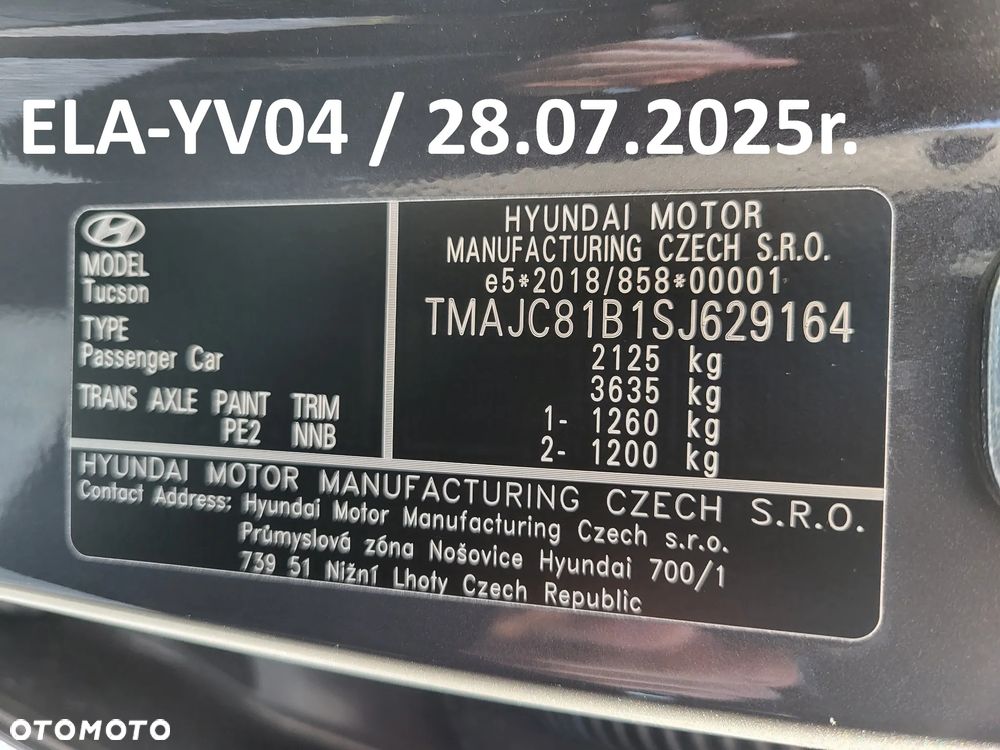 ELA-YV04 / 28.07.2025r.
HYUNDAI MOTOR
MANUFACTURING CZECH S.R.O.
e5*2018/858*00001
TMAJC81B1SJ629164
2125 kg
3635 kg
1- 1260 kg
2- 1200 kg
MODEL
Tucson
TYPE
Passenger Car
TRANS AXLE PAINT TRIM
PE2 NNB
HYUNDAI MOTOR MANUFACTURING CZECH S.R.O.
Contact Address: Hyundai Motor Manufacturing Czech s.r.o.
Průmyslová zóna Nošovice Hyundai 700/1
739 51 Nižní Lhoty Czech Republic
OTOMOTO